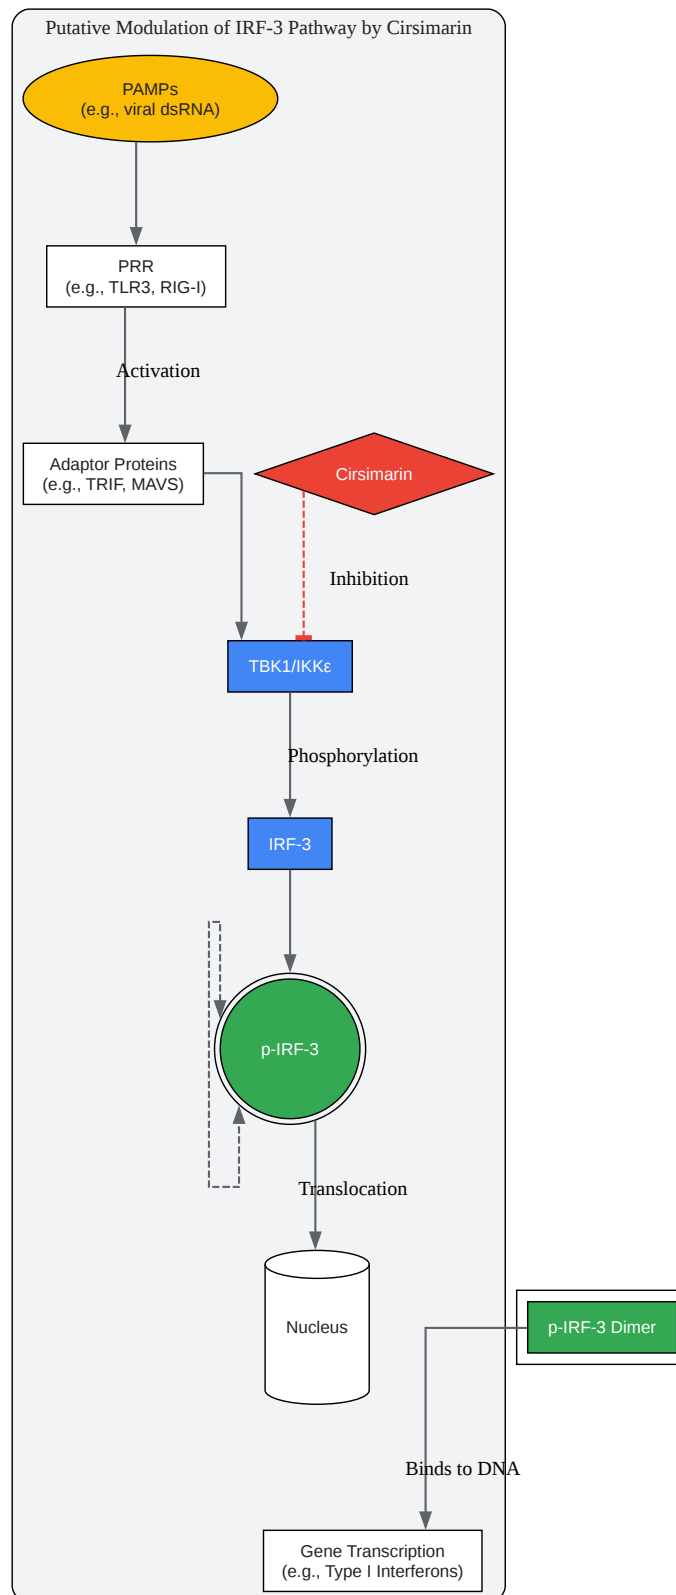 Putative Modulation of IRF-3 Pathway by Cirsimarin
PAMPs
(e.g., viral dsRNA)
PRR
(e.g., TLR3, RIG-I)
Activation
Adaptor Proteins
(e.g., TRIF, MAVS)
Cirsimarin
Inhibition
TBK1/IKKε
Phosphorylation
IRF-3
p-IRF-3
Translocation
Nucleus
p-IRF-3 Dimer
Binds to DNA
Gene Transcription
(e.g., Type I Interferons)